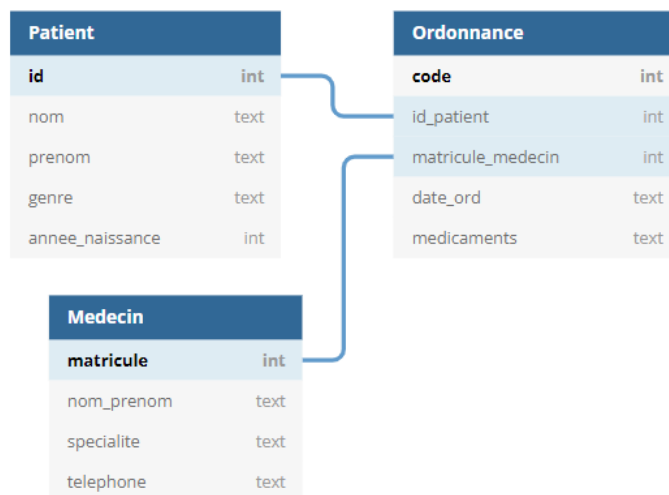 Patient
id int
nom text
prenom text
genre text
annee_naissance int
Ordonnance
code int
id_patient int
matricule_medecin int
date_ord text
medicaments text
Medecin
matricule int
nom_prenom text
specialite text
telephone text